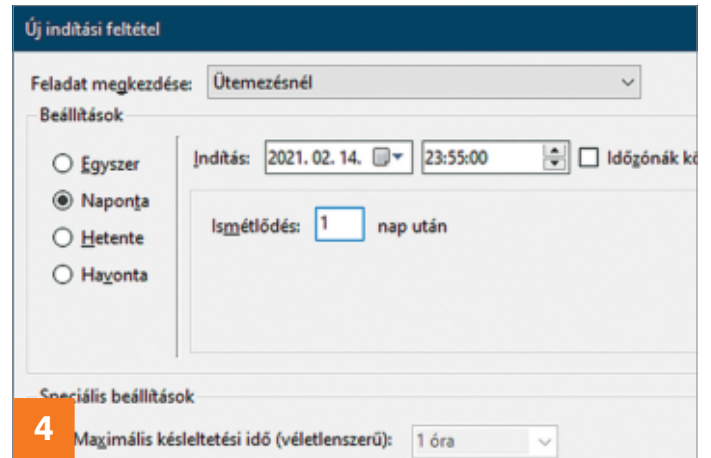 Új indítási feltétel
Feladat megkezdése: Ütemezésnél
Beállítások
Egyszer
Naponta
Hetente
Havonta
Indítás: 2021. 02. 14. 23:55:00 Időzónák
Ismétlődés: 1 nap után
Speciális beállítások
4 Maximális késleltetési idő (véletlenszerű): 1 óra